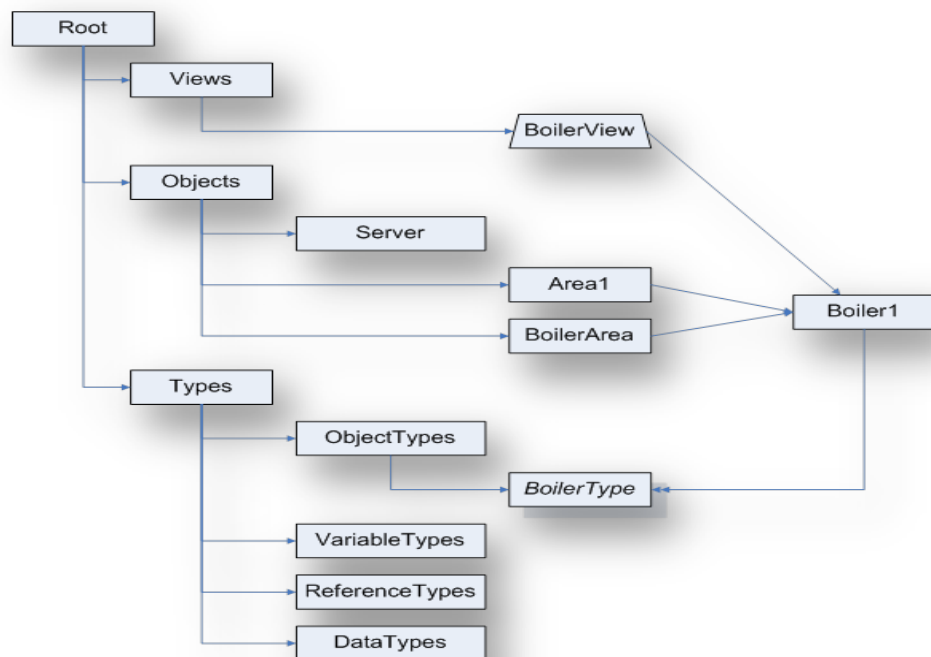 Root
Views
BoilerView
Objects
Server
Area1
Boiler1
BoilerArea
Types
ObjectTypes
BoilerType
VariableTypes
ReferenceTypes
DataTypes